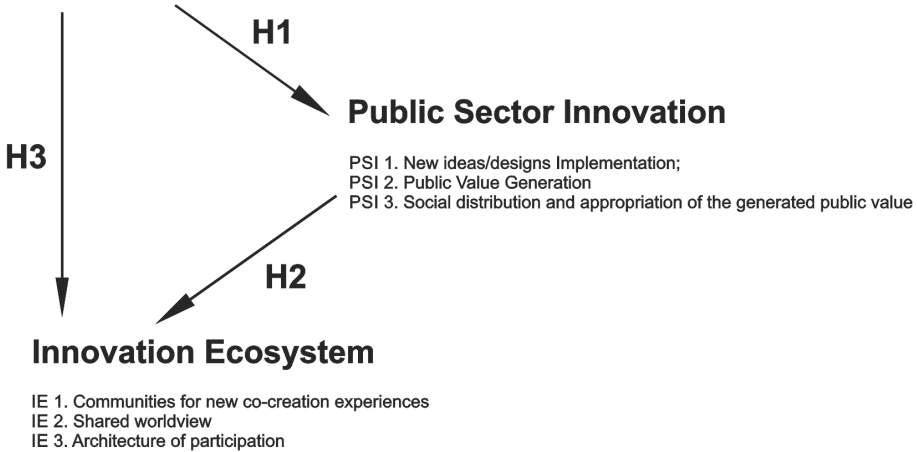 H1
Public Sector Innovation
H3
PSI 1. New ideas/designs Implementation;
PSI 2. Public Value Generation
PSI 3. Social distribution and appropriation of the generated public value
H2
Innovation Ecosystem
IE 1. Communities for new co-creation experiences
IE 2. Shared worldview
IE 3. Architecture of participation